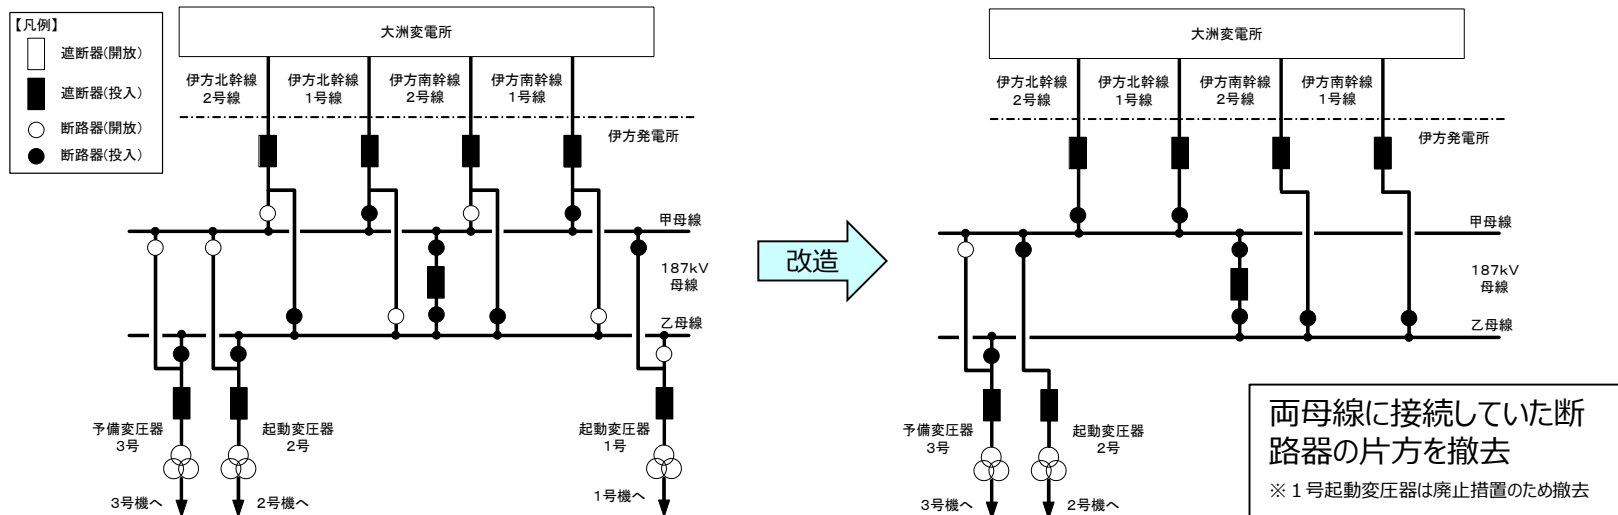 【凡例】
遮断器(開放)
遮断器(投入)
断路器(開放)
断路器(投入)
大洲変電所
伊方北幹線
2号線
伊方北幹線
1号線
伊方南幹線
2号線
伊方南幹線
1号線
伊方発電所
甲母線
187kV
母線
乙母線
予備変圧器
3号
起動変圧器
2号
起動変圧器
1号
3号機へ
2号機へ
1号機へ
改造
大洲変電所
伊方北幹線
2号線
伊方北幹線
1号線
伊方南幹線
2号線
伊方南幹線
1号線
伊方発電所
甲母線
187kV
母線
乙母線
予備変圧器
3号
起動変圧器
2号
3号機へ
2号機へ
両母線に接続していた断
路器の片方を撤去
※1号起動変圧器は廃止措置のため撤去